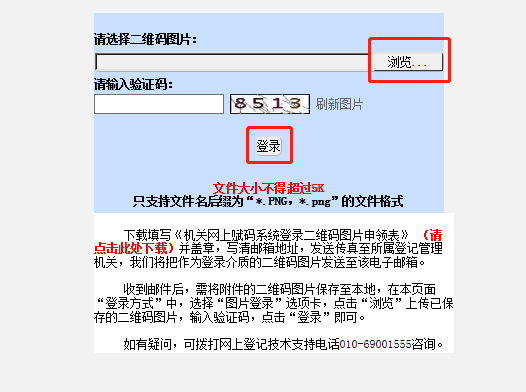 请选择二维码图片：
浏览...
请输入验证码：
8513 刷新图片
登录
文件大小不得超过5K
只支持文件名后缀为“*.PNG，*.png”的文件格式
下载填写《机关网上赋码系统登录二维码图片申领表》（请
点击此处下载）并盖章，写清邮箱地址，发送传真至所属登记管理
机关，我们将把作为登录介质的二维码图片发送至该电子邮箱。
收到邮件后，需将附件的二维码图片保存至本地，在本页面
“登录方式”中，选择“图片登录”选项卡，点击“浏览”上传已保
存的二维码图片，输入验证码，点击“登录”即可。
如有疑问，可拨打网上登记技术支持电话010-69001555咨询。